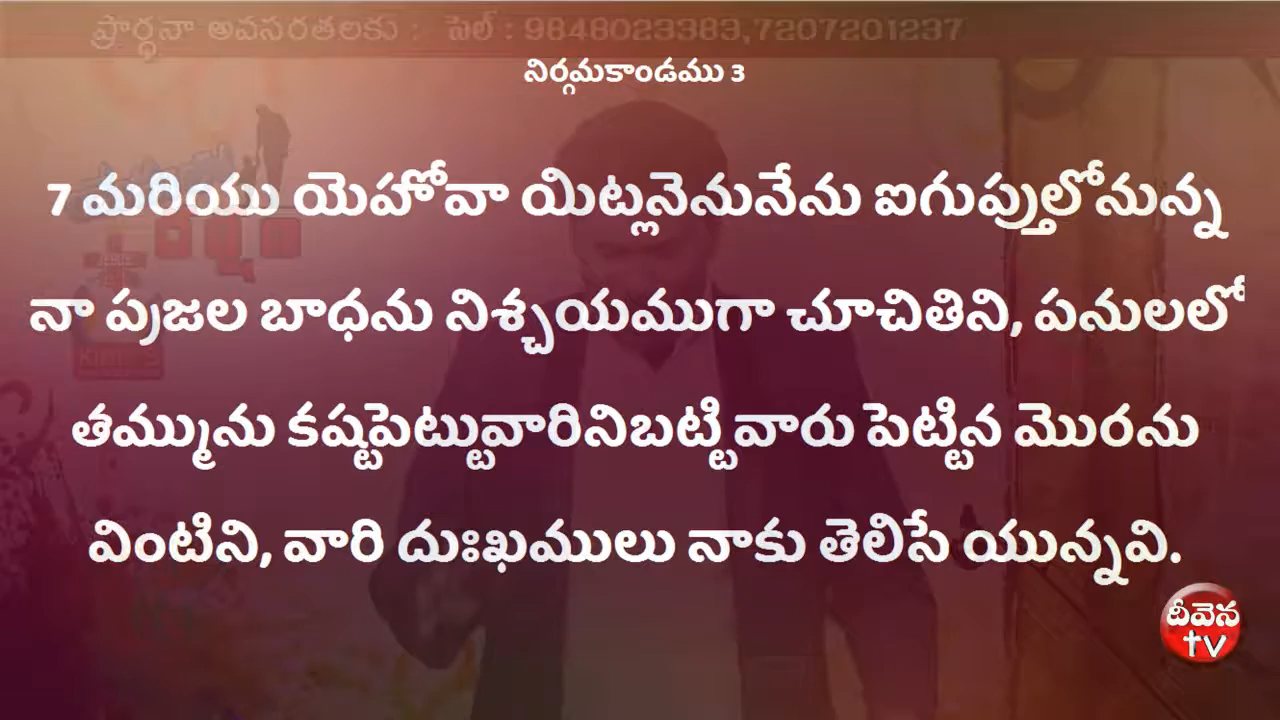 ప్రార్ధనా అవసరతలకు : సెల్ : 9848023383,7207201237
నిర్గమకాండము 3
7 మరియు యెహోవా యిట్లనెనునేను ఐగుప్తులోనున్న
నా ప్రజల బాధను నిశ్చయముగా చూచితిని, పనులలో
తమ్మును కష్టపెట్టువారినిబట్టి వారు పెట్టిన మొరను
వింటిని, వారి దుఃఖములు నాకు తెలిసే యున్నవి.
దీవెన
tv